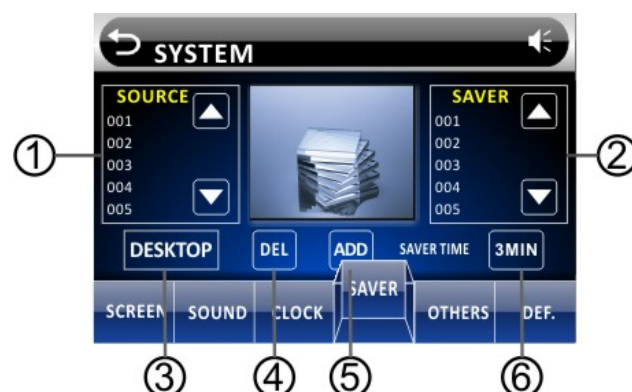 SYSTEM
SOURCE
001
002
003
004
005
SAVER
001
002
003
004
005
① ②
DESKTOP DEL ADD SAVER TIME 3MIN
SCREEN SOUND CLOCK SAVER OTHERS DEF.
③ ④ ⑤ ⑥